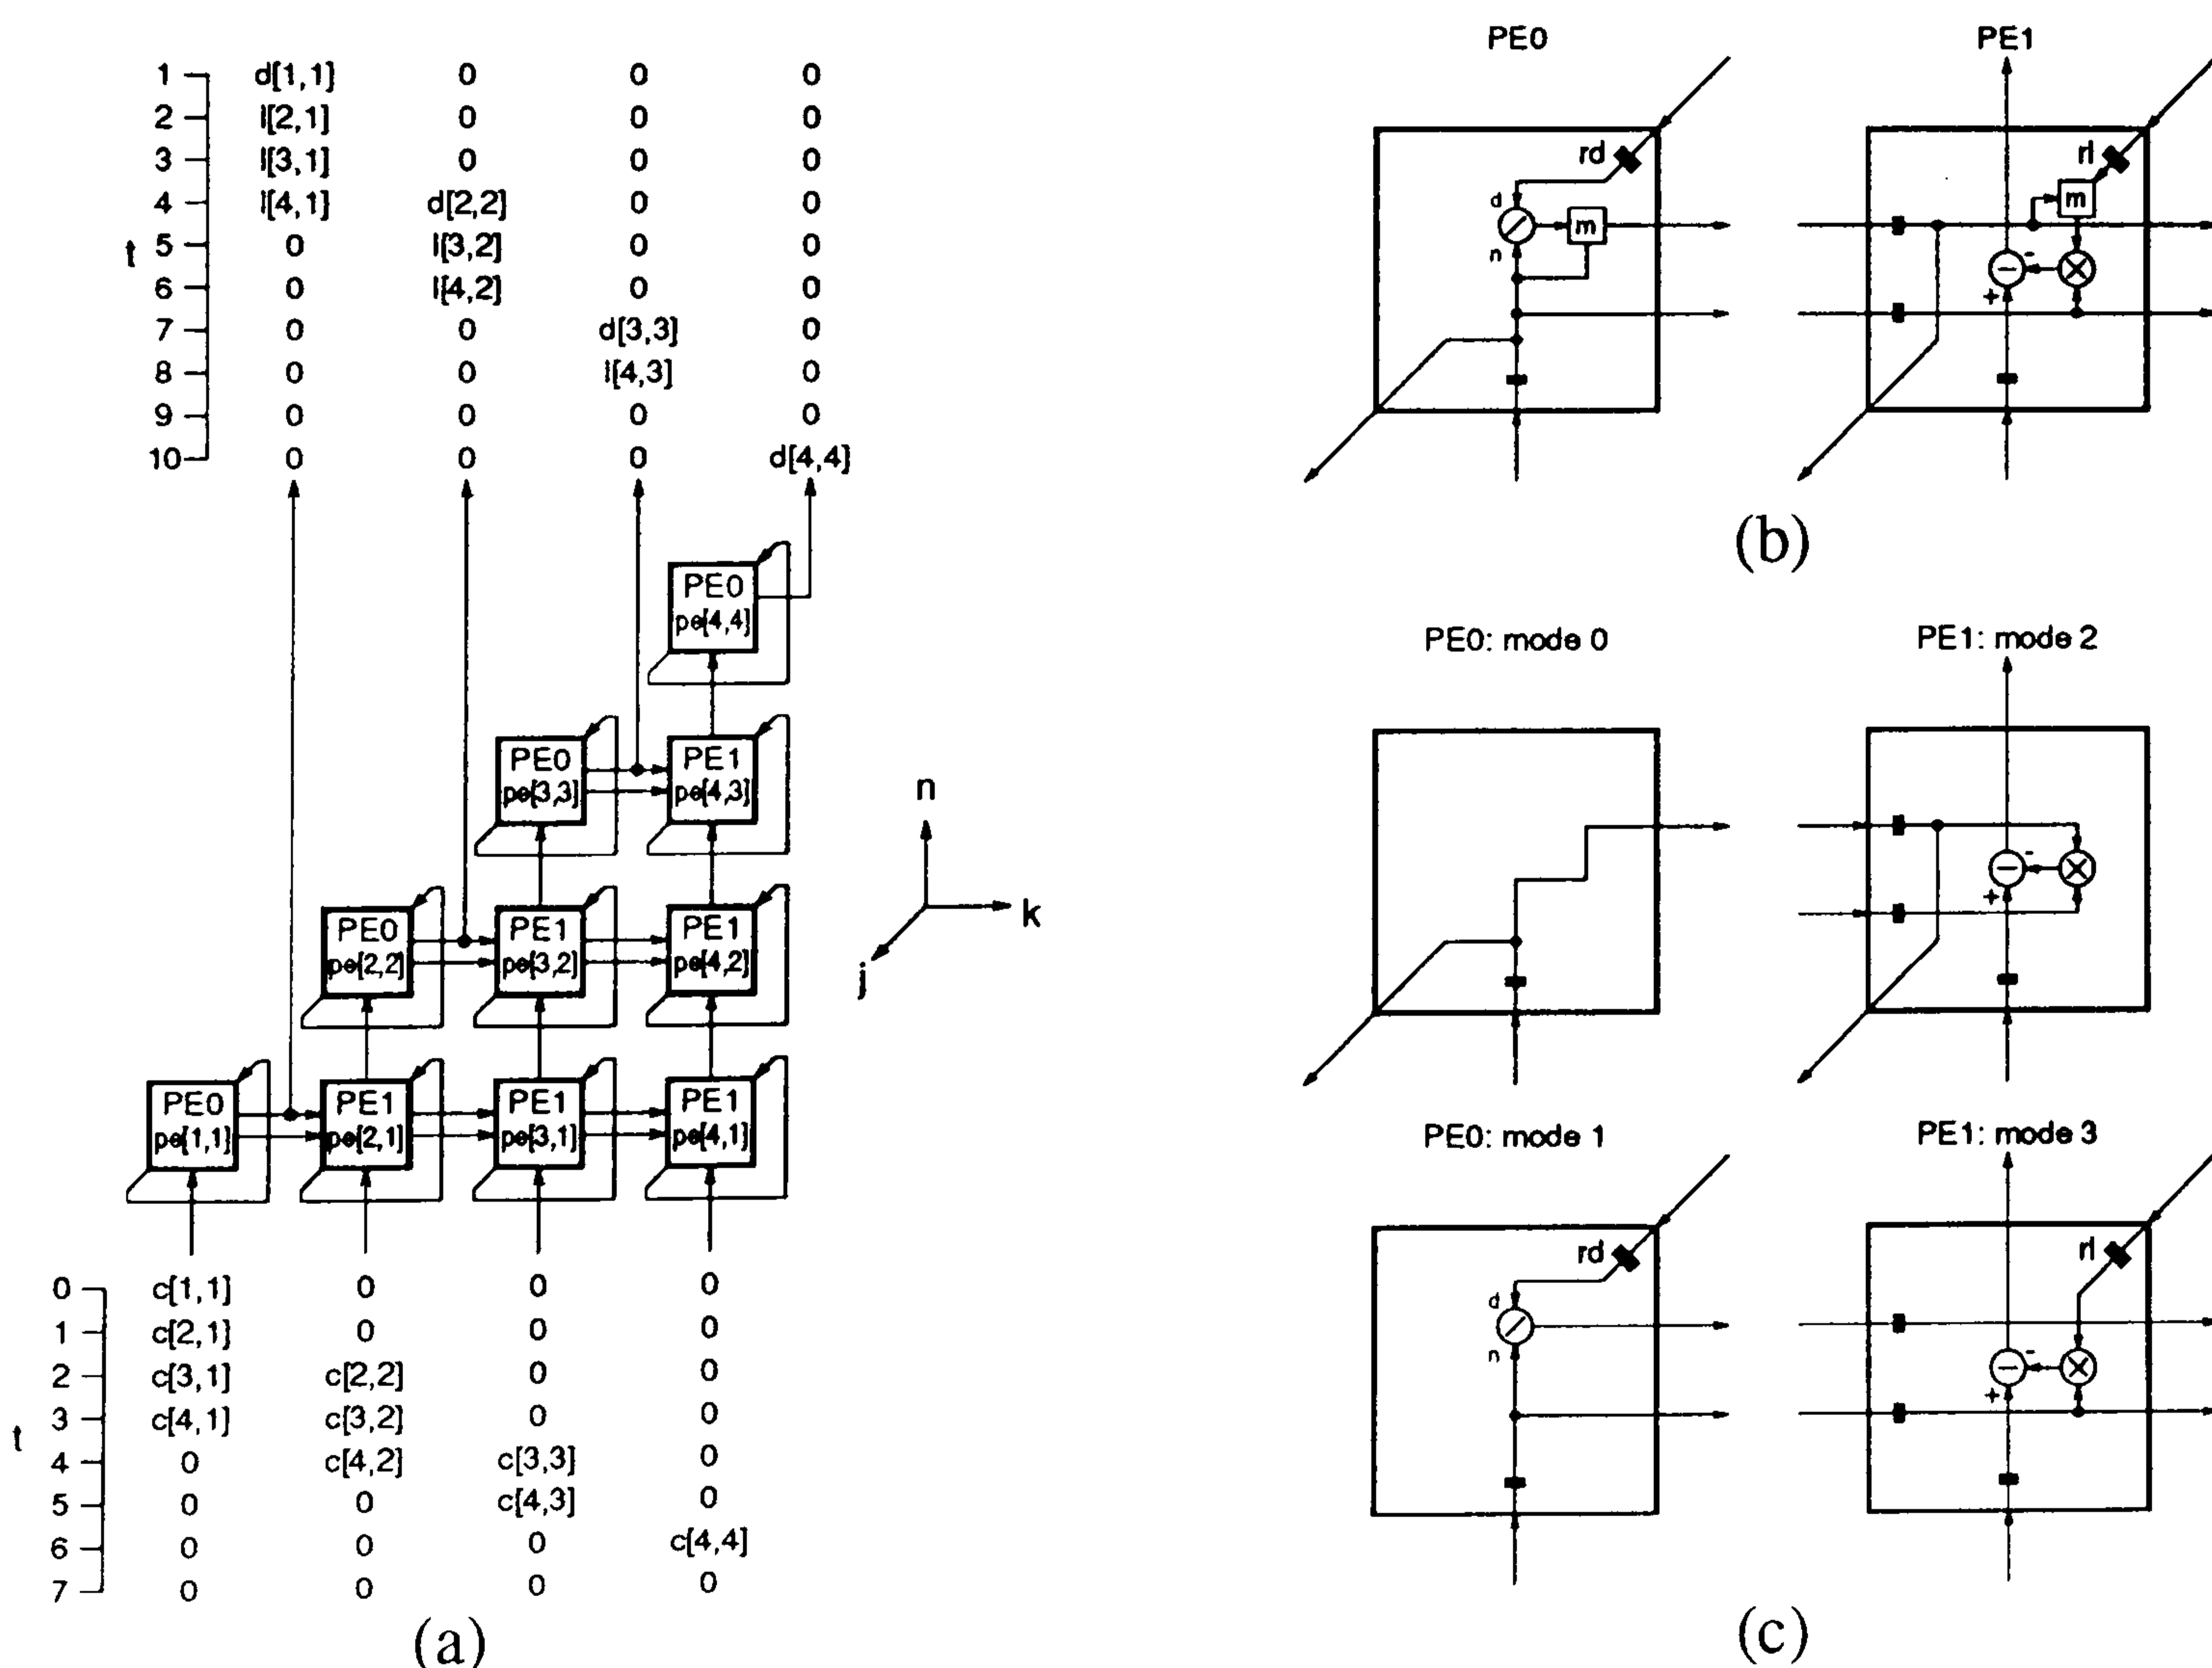 1 d[1,1] 0 0 0
2 l[2,1] 0 0 0
3 l[3,1] 0 0 0
4 l[4,1] d[2,2] 0 0
t 5 0 l[3,2] 0 0
6 0 l[4,2] 0 0
7 0 0 d[3,3] 0
8 0 0 l[4,3] 0
9 0 0 0 0
10 0 0 0 d[4,4]
PE0
pe[4,4]
PE0 PE1
pe[3,3] pe[4,3]
PE0 PE1 PE1
pe[2,2] pe[3,2] pe[4,2]
PE0 PE1 PE1 PE1
pe[1,1] pe[2,1] pe[3,1] pe[4,1]
n
k
j
0 c[1,1] 0 0 0
1 c[2,1] 0 0 0
2 c[3,1] c[2,2] 0 0
t 3 c[4,1] c[3,2] 0 0
4 0 c[4,2] c[3,3] 0
5 0 0 c[4,3] 0
6 0 0 0 c[4,4]
7 0 0 0 0
(a)
PE0
rd
d
m
n
PE1
rl
m
-
+
(b)
PE0: mode 0
PE1: mode 2
-
+
PE0: mode 1
rd
d
n
PE1: mode 3
rl
-
+
(c)